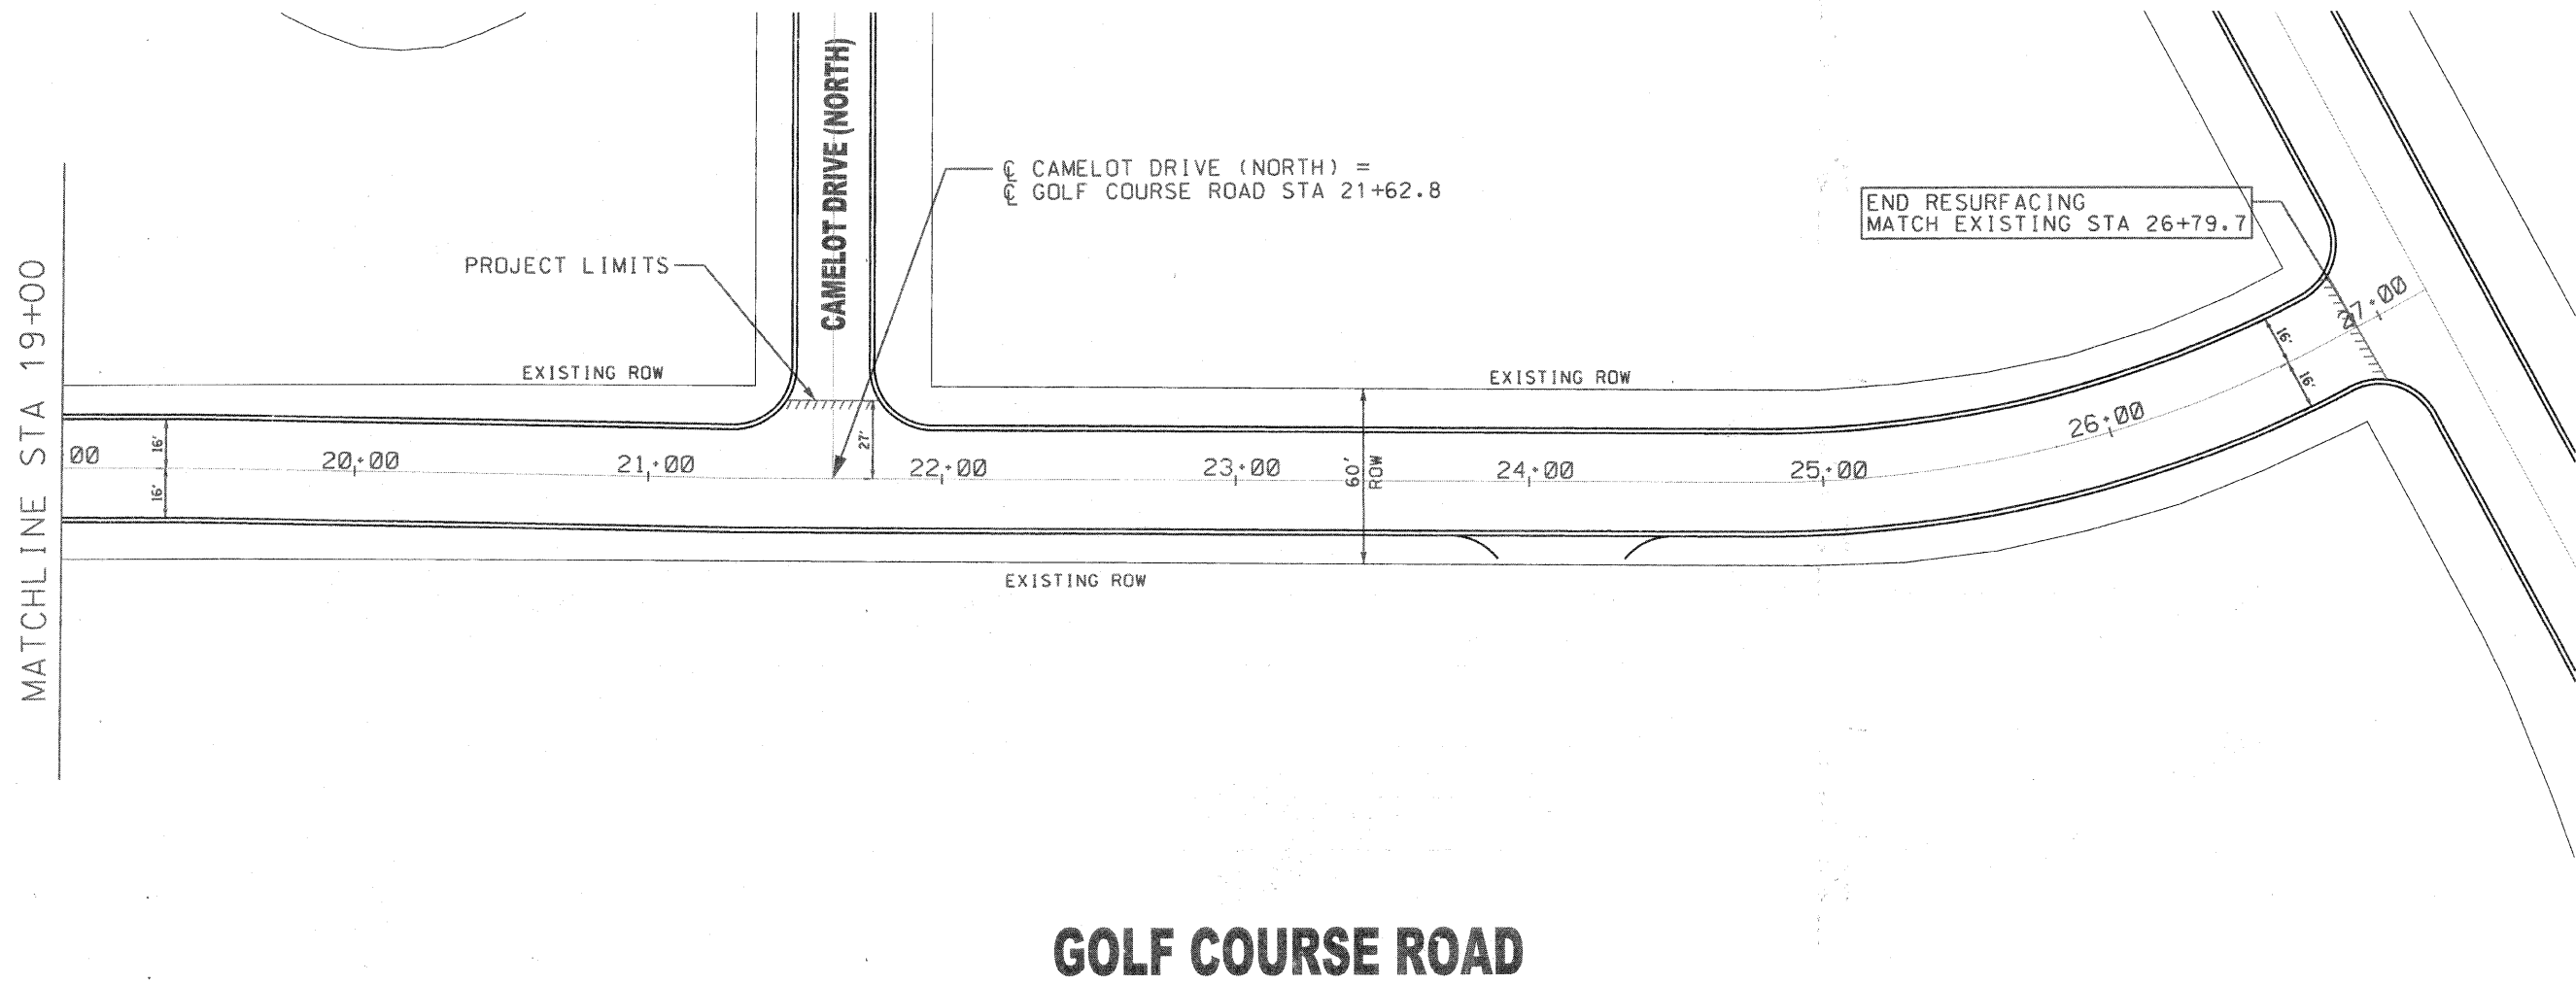 MATCHLINE STA 19+00
CAMELOT DRIVE (NORTH)
℄ CAMELOT DRIVE (NORTH) =
℄ GOLF COURSE ROAD STA 21+62.8
END RESURFACING
MATCH EXISTING STA 26+79.7
PROJECT LIMITS
EXISTING ROW
EXISTING ROW
EXISTING ROW
00
20+00
21+00
22+00
23+00
24+00
25+00
26+00
27+00
16'
16'
27'
60'
ROW
16'
16'
GOLF COURSE ROAD